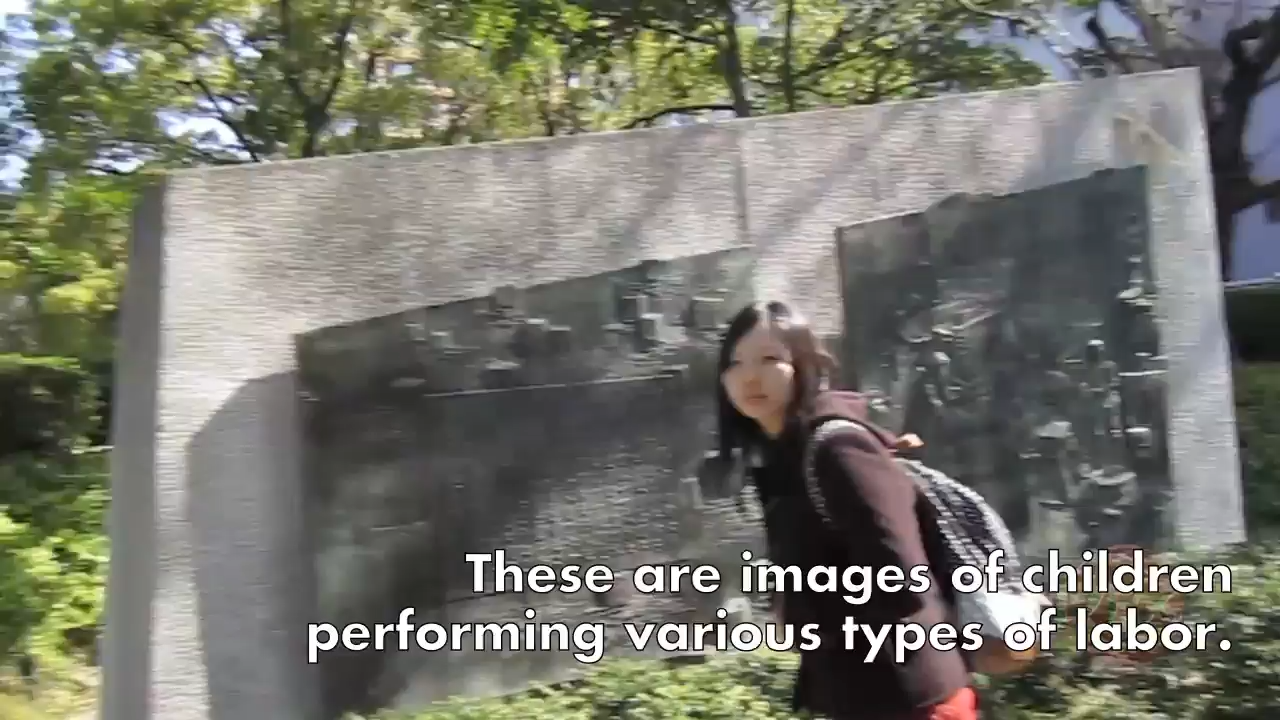 These are images of children
performing various types of labor.